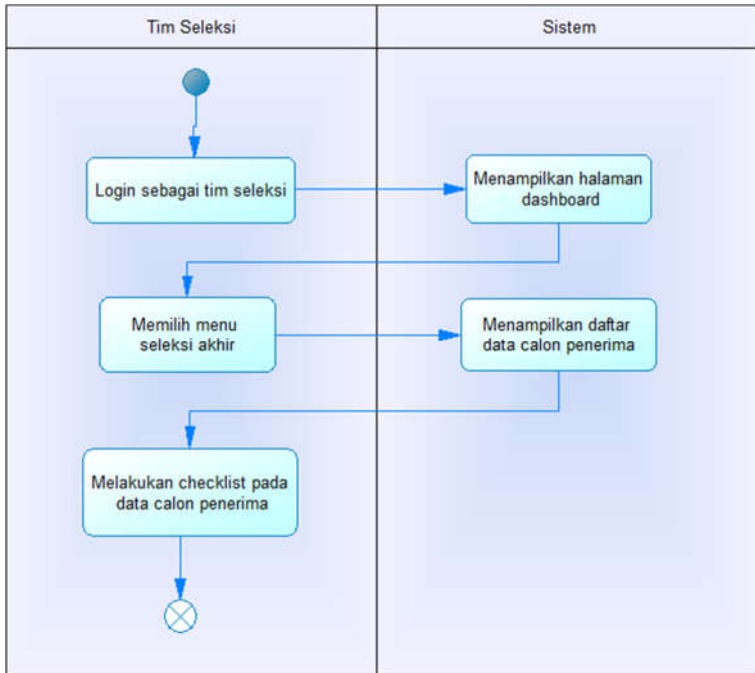 Tim Seleksi
Sistem
Login sebagai tim seleksi
Menampilkan halaman
dashboard
Memilih menu
seleksi akhir
Menampilkan daftar
data calon penerima
Melakukan checklist pada
data calon penerima